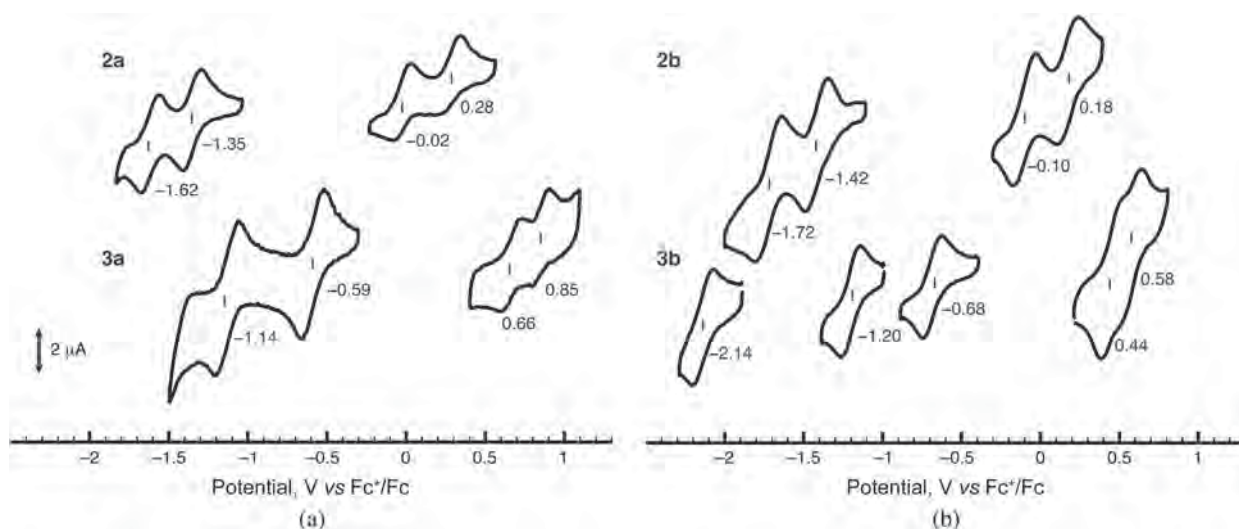 2a
0.28
−0.02
−1.35
−1.62
3a
−0.59
0.85
−1.14
0.66
2 μA
−2 −1.5 −1 −0.5 0 0.5 1
Potential, V vs Fc⁺/Fc
(a)
2b
0.18
−0.10
−1.42
−1.72
3b
0.58
−0.68
−1.20
−2.14
0.44
−2 −1.5 −1 −0.5 0 0.5 1
Potential, V vs Fc⁺/Fc
(b)